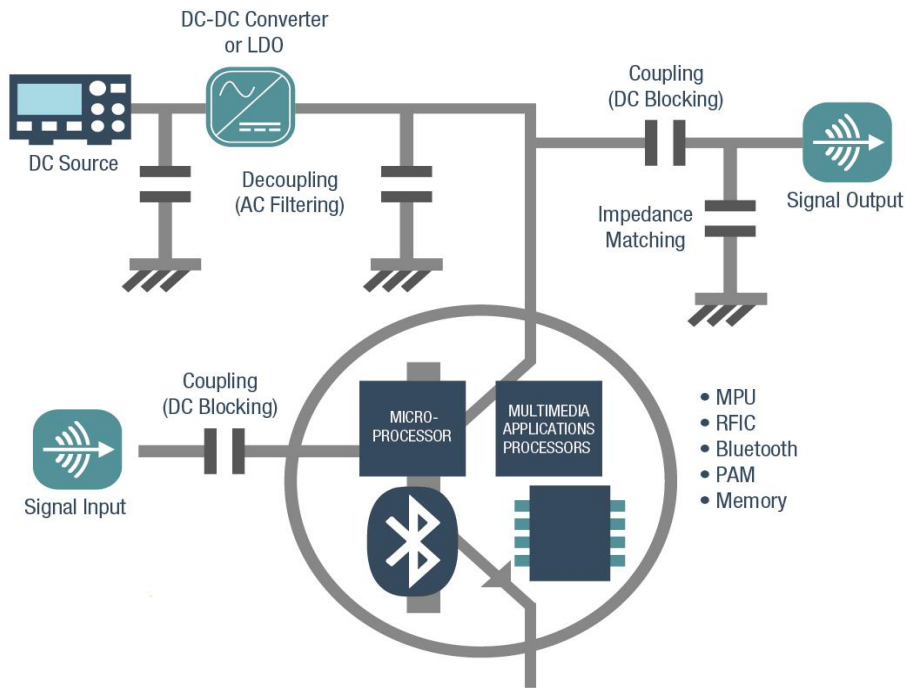 DC-DC Converter
or LDO
DC Source
Decoupling
(AC Filtering)
Coupling
(DC Blocking)
Impedance
Matching
Signal Output
Coupling
(DC Blocking)
Signal Input
MICRO-
PROCESSOR
MULTIMEDIA
APPLICATIONS
PROCESSORS
• MPU
• RFIC
• Bluetooth
• PAM
• Memory